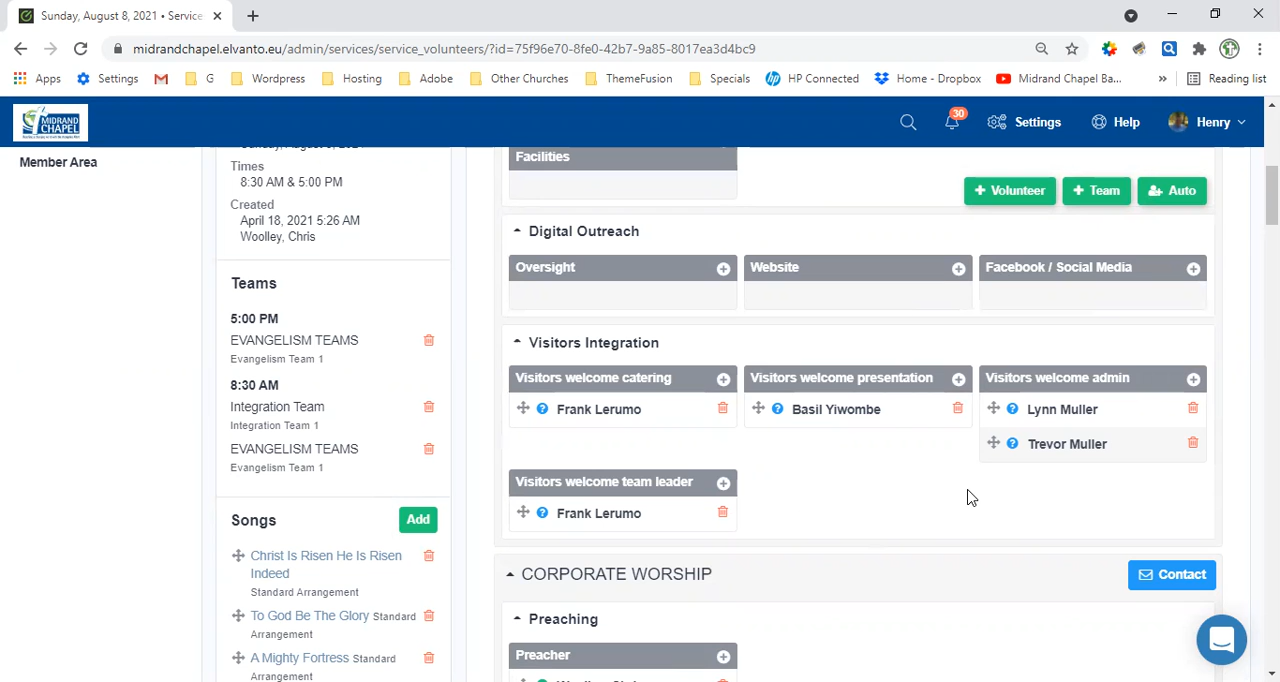 Sunday, August 8, 2021 • Service
midrandchapel.elvanto.eu/admin/services/service_volunteers/?id=75f96e70-8fe0-42b7-9a85-8017ea3d4bc9
Apps Settings G Wordpress Hosting Adobe Other Churches ThemeFusion Specials HP Connected Home - Dropbox Midrand Chapel Ba... » Reading list
MIDRAND CHAPEL
30 Settings Help Henry
Member Area
Times
8:30 AM & 5:00 PM
Created
April 18, 2021 5:26 AM
Woolley, Chris
Teams
5:00 PM
EVANGELISM TEAMS
Evangelism Team 1
8:30 AM
Integration Team
Integration Team 1
EVANGELISM TEAMS
Evangelism Team 1
Songs Add
Christ Is Risen He Is Risen
Indeed
Standard Arrangement
To God Be The Glory Standard
Arrangement
A Mighty Fortress Standard
Arrangement
Facilities
+ Volunteer + Team Auto
Digital Outreach
Oversight Website Facebook / Social Media
Visitors Integration
Visitors welcome catering Visitors welcome presentation Visitors welcome admin
Frank Lerumo Basil Yiwombe Lynn Muller
Trevor Muller
Visitors welcome team leader
Frank Lerumo
CORPORATE WORSHIP Contact
Preaching
Preacher